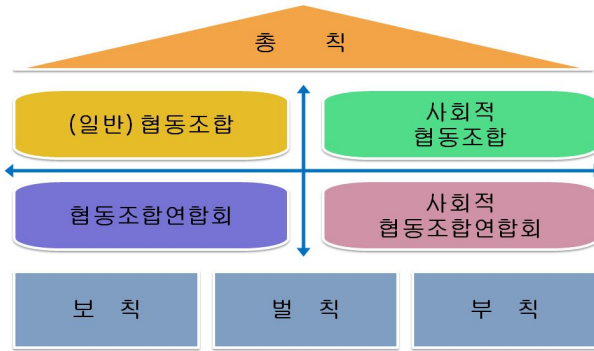 총 칙
(일반) 협동조합
사회적
협동조합
협동조합연합회
사회적
협동조합연합회
보 칙
벌 칙
부 칙